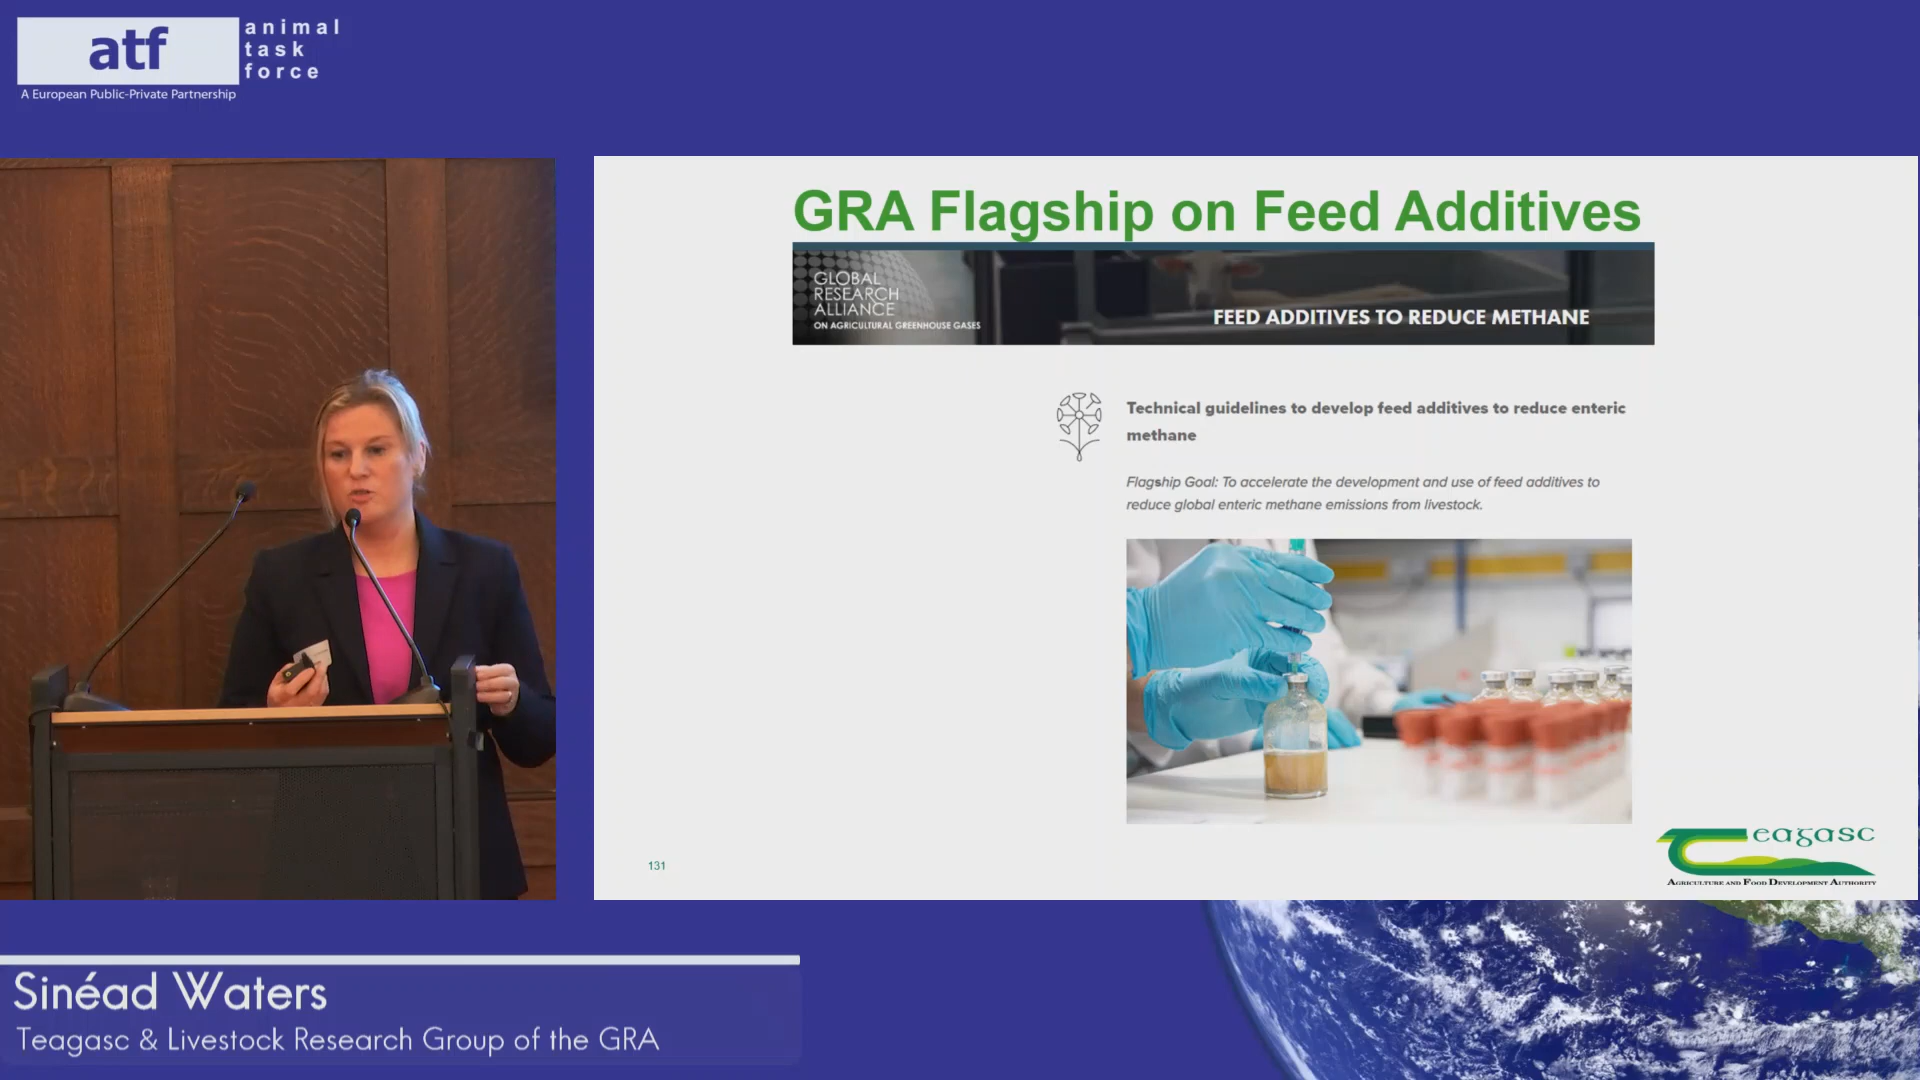 atf
animal
task
force
A European Public-Private Partnership
GRA Flagship on Feed Additives
GLOBAL
RESEARCH
ALLIANCE
ON AGRICULTURAL GREENHOUSE GASES
FEED ADDITIVES TO REDUCE METHANE
Technical guidelines to develop feed additives to reduce enteric
methane
Flagship Goal: To accelerate the development and use of feed additives to
reduce global enteric methane emissions from livestock.
131
Teagasc
AGRICULTURE AND FOOD DEVELOPMENT AUTHORITY
Sinéad Waters
Teagasc & Livestock Research Group of the GRA